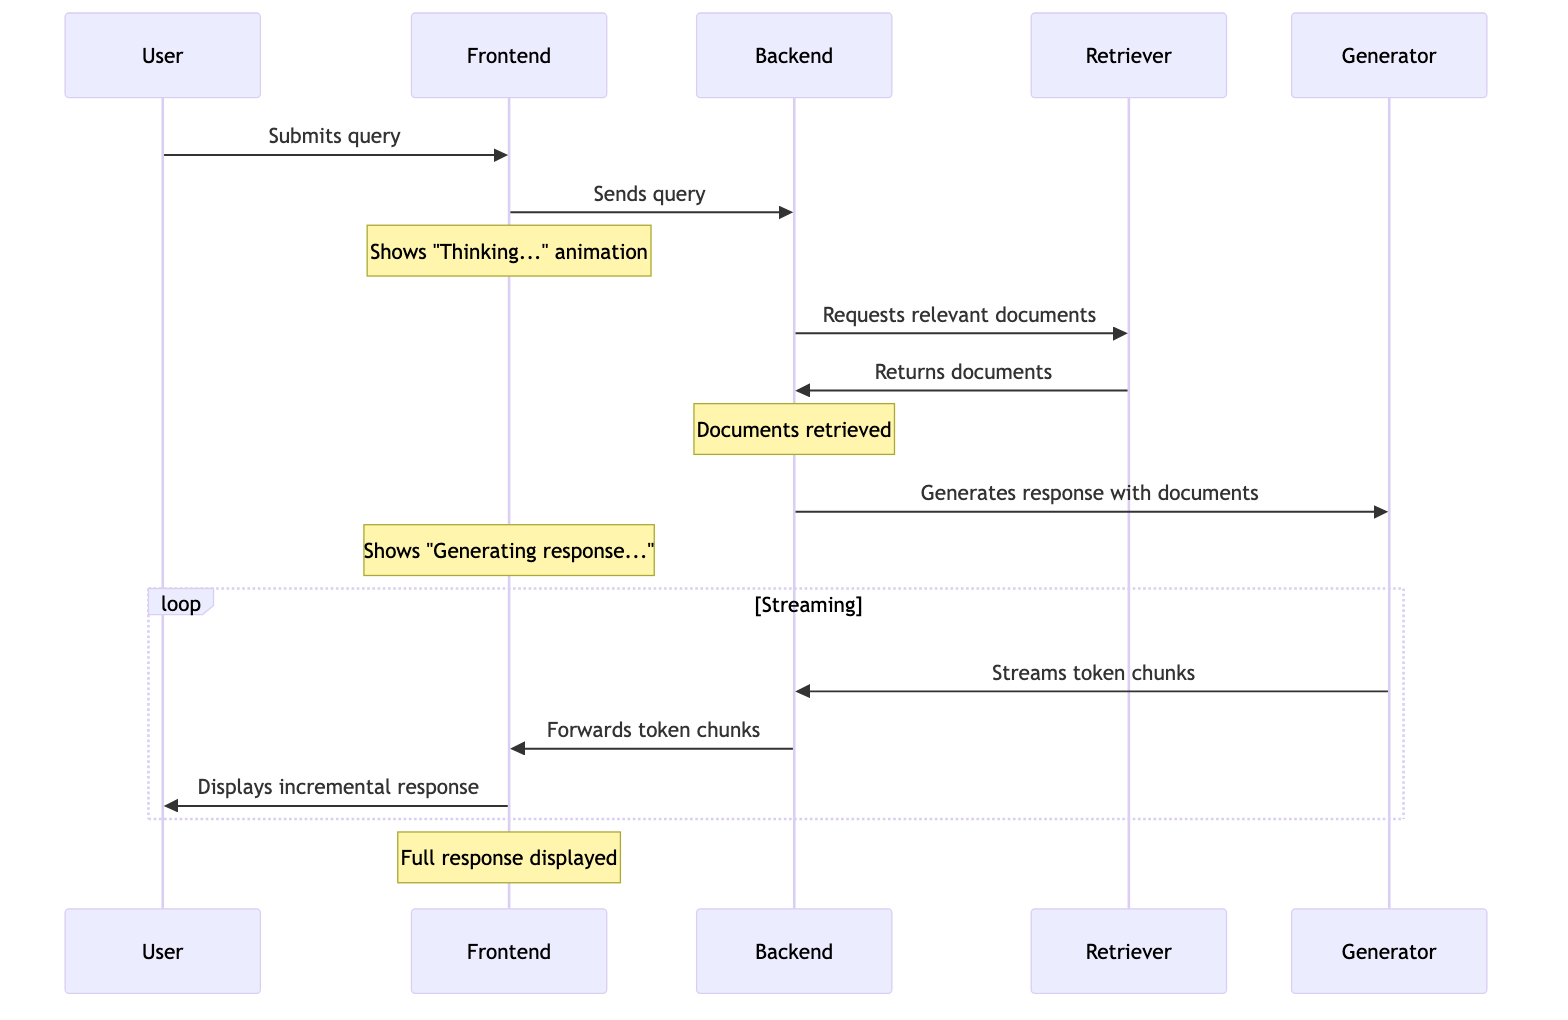 User
Frontend
Backend
Retriever
Generator
Submits query
Sends query
Shows "Thinking..." animation
Requests relevant documents
Returns documents
Documents retrieved
Generates response with documents
Shows "Generating response..."
loop
[Streaming]
Streams token chunks
Forwards token chunks
Displays incremental response
Full response displayed
User
Frontend
Backend
Retriever
Generator